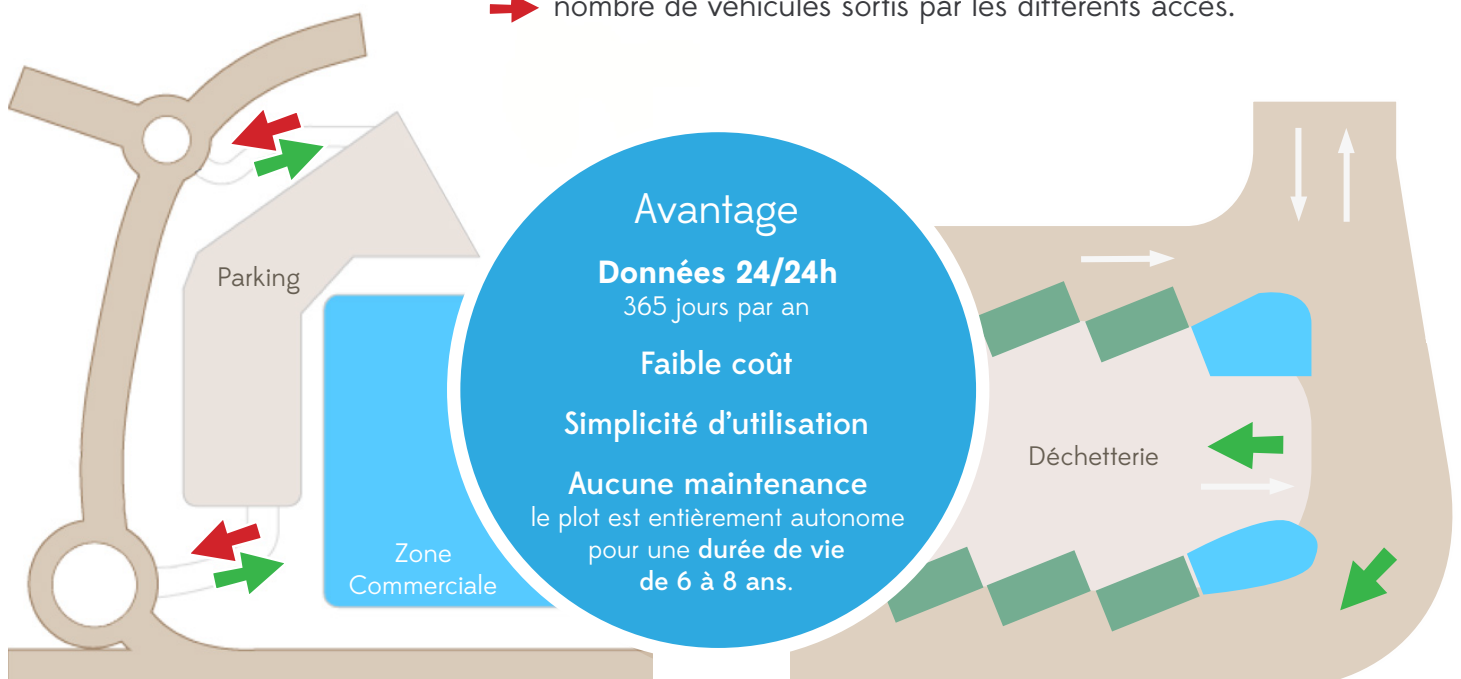 nombre de véhicules sortis par les différents accès.
Parking
Zone
Commerciale
Avantage
Données 24/24h
365 jours par an
Faible coût
Simplicité d'utilisation
Aucune maintenance
le plot est entièrement autonome
pour une durée de vie
de 6 à 8 ans.
Déchetterie